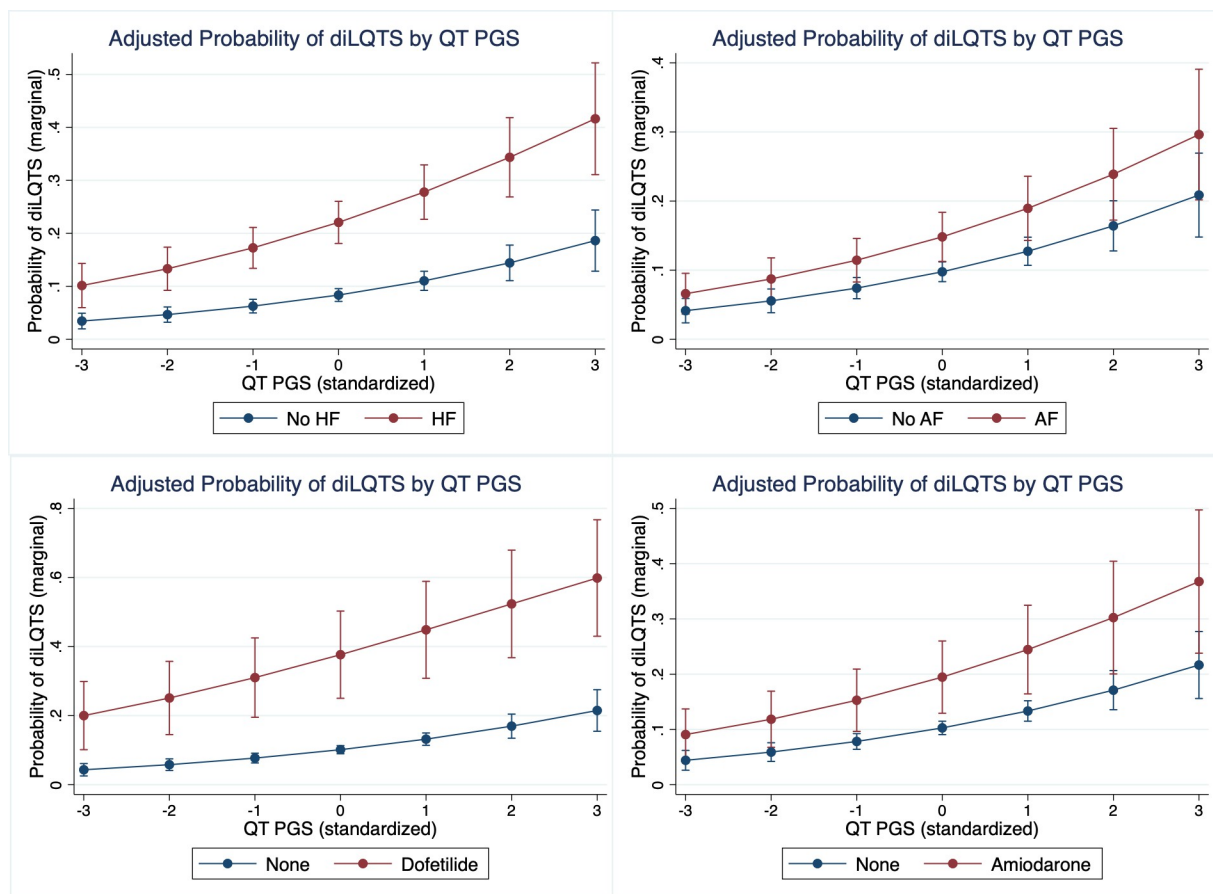 Adjusted Probability of diLQTS by QT PGS
Probability of diLQTS (marginal)
.5
.4
.3
.2
.1
0
-3 -2 -1 0 1 2 3
QT PGS (standardized)
No HF HF
Adjusted Probability of diLQTS by QT PGS
Probability of diLQTS (marginal)
.4
.3
.2
.1
0
-3 -2 -1 0 1 2 3
QT PGS (standardized)
No AF AF
Adjusted Probability of diLQTS by QT PGS
Probability of diLQTS (marginal)
.8
.6
.4
.2
0
-3 -2 -1 0 1 2 3
QT PGS (standardized)
None Dofetilide
Adjusted Probability of diLQTS by QT PGS
Probability of diLQTS (marginal)
.5
.4
.3
.2
.1
0
-3 -2 -1 0 1 2 3
QT PGS (standardized)
None Amiodarone